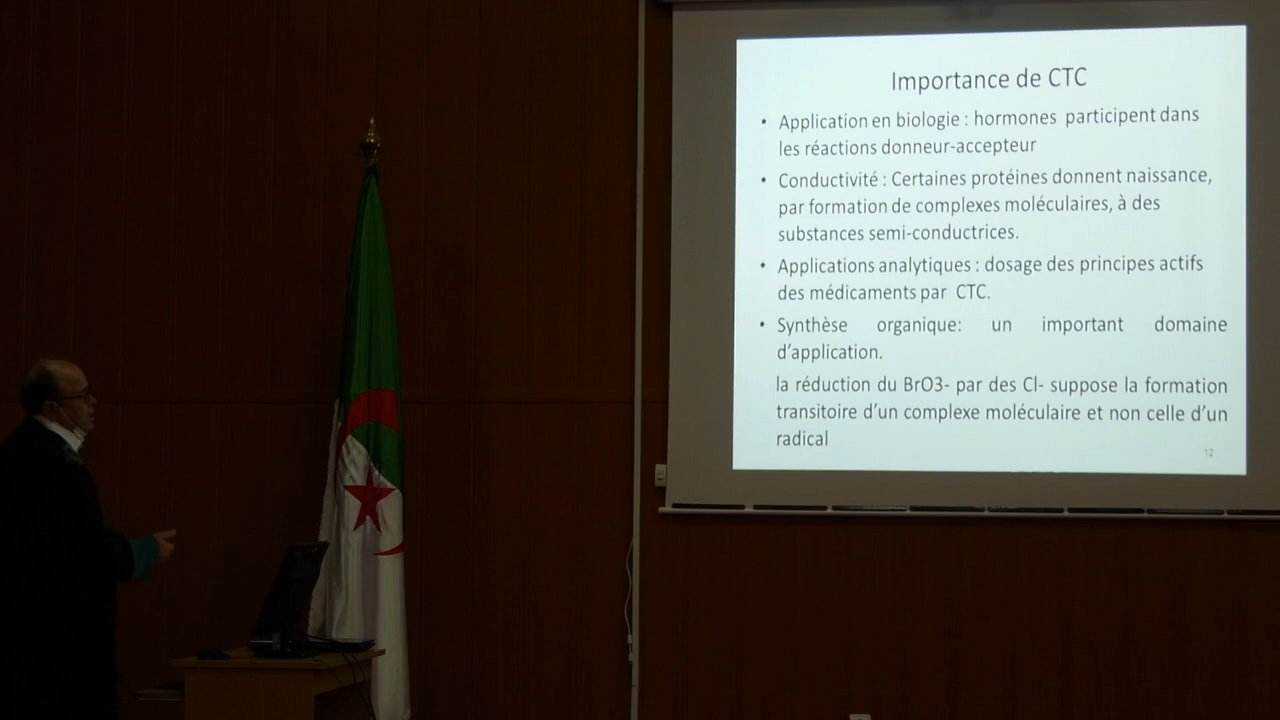 Importance de CTC
• Application en biologie : hormones participent dans
les réactions donneur-accepteur
• Conductivité : Certaines protéines donnent naissance,
par formation de complexes moléculaires, à des
substances semi-conductrices.
• Applications analytiques : dosage des principes actifs
des médicaments par CTC.
• Synthèse organique: un important domaine
d'application.
la réduction du BrO3- par des Cl- suppose la formation
transitoire d'un complexe moléculaire et non celle d'un
radical
12